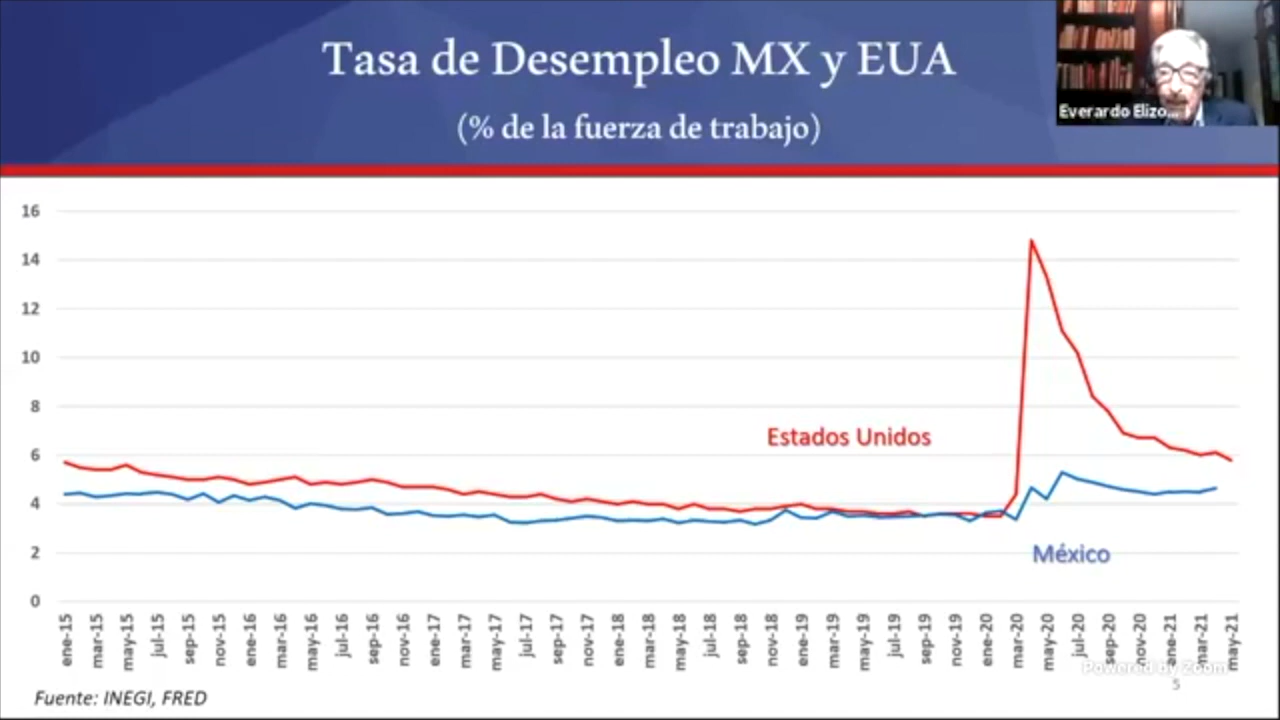 Tasa de Desempleo MX y EUA
(% de la fuerza de trabajo)
Everardo Elizo...
16
14
12
10
8
6
4
2
0
Estados Unidos
México
ene-15 mar-15 may-15 jul-15 sep-15 nov-15 ene-16 mar-16 may-16 jul-16 sep-16 nov-16 ene-17 mar-17 may-17 jul-17 sep-17 nov-17 ene-18 mar-18 may-18 jul-18 sep-18 nov-18 ene-19 mar-19 may-19 jul-19 sep-19 nov-19 ene-20 mar-20 may-20 jul-20 sep-20 nov-20 ene-21 mar-21 may-21
Powered by Zoom
Fuente: INEGI, FRED
5